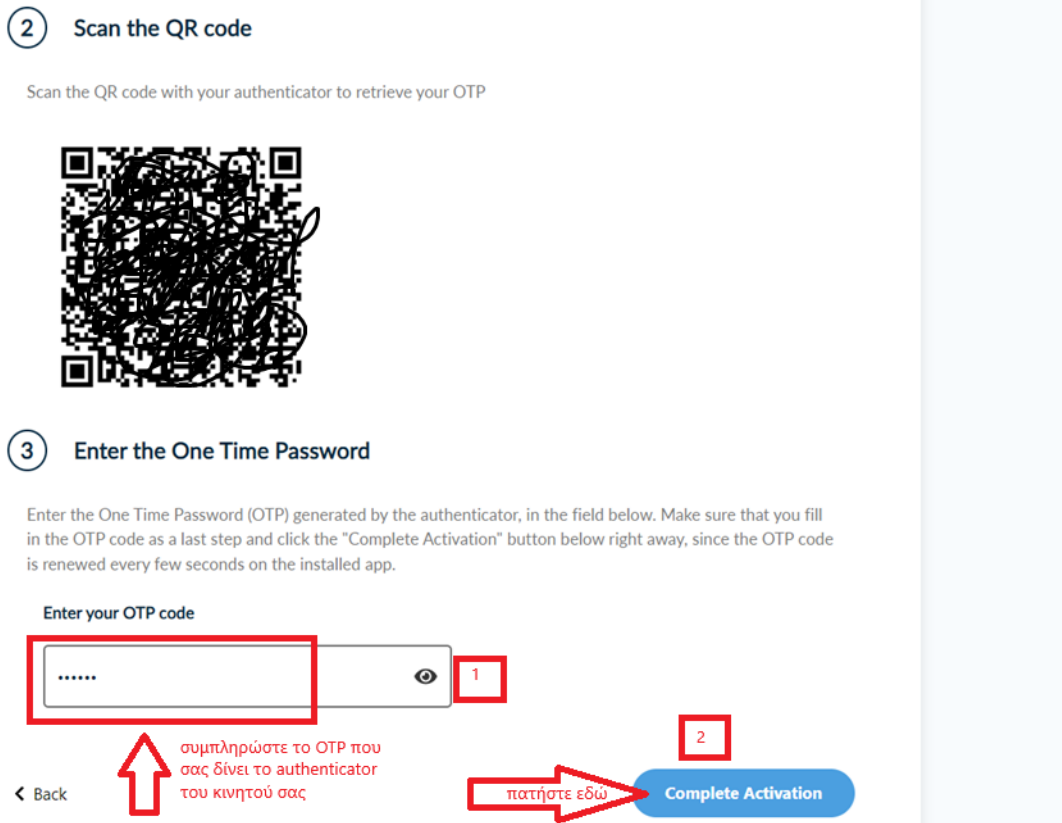 2 Scan the QR code
Scan the QR code with your authenticator to retrieve your OTP
3 Enter the One Time Password
Enter the One Time Password (OTP) generated by the authenticator, in the field below. Make sure that you fill
in the OTP code as a last step and click the "Complete Activation" button below right away, since the OTP code
is renewed every few seconds on the installed app.
Enter your OTP code
••••••
1
συμπληρώστε το OTP που
σας δίνει το authenticator
του κινητού σας
2
Back
πατήστε εδώ
Complete Activation